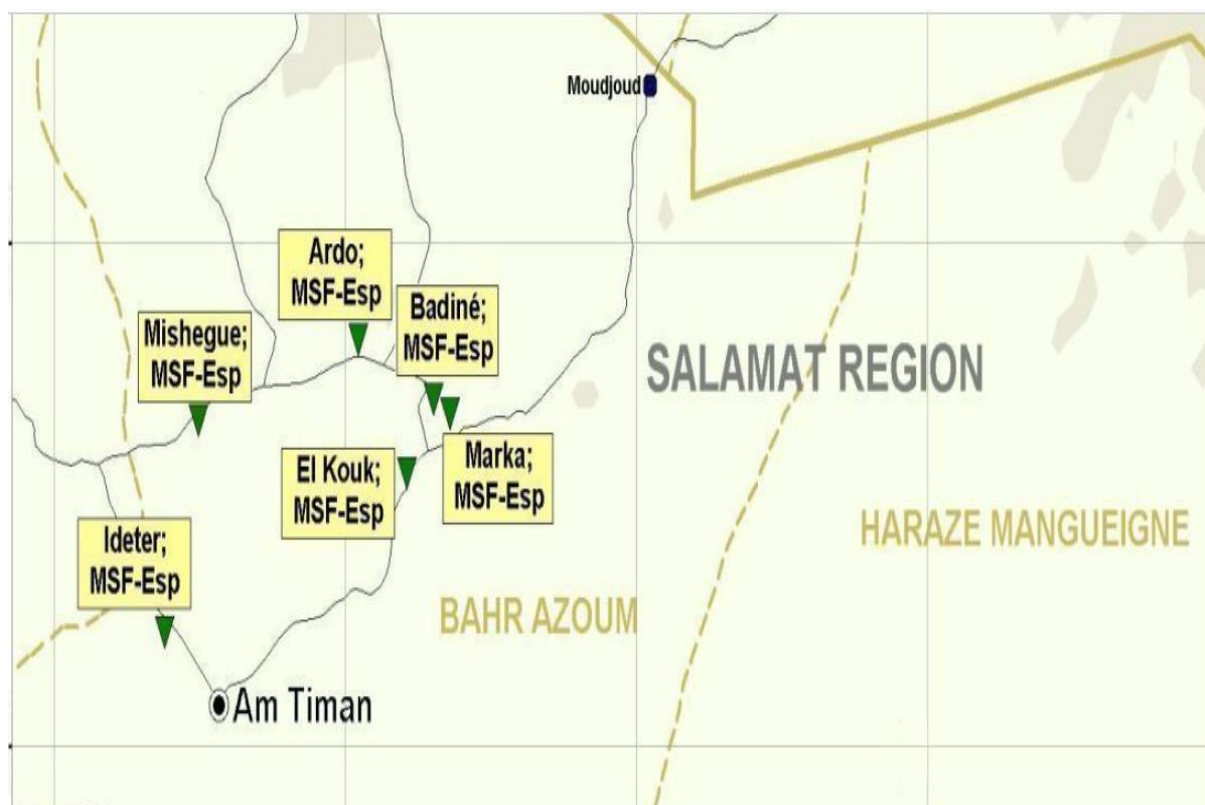 Moudjoud
Ardo;
MSF-Esp
Badiné;
MSF-Esp
Mishegue;
MSF-Esp
SALAMAT REGION
El Kouk;
MSF-Esp
Marka;
MSF-Esp
HARAZE MANGUEIGNE
Ideter;
MSF-Esp
BAHR AZOUM
Am Timan